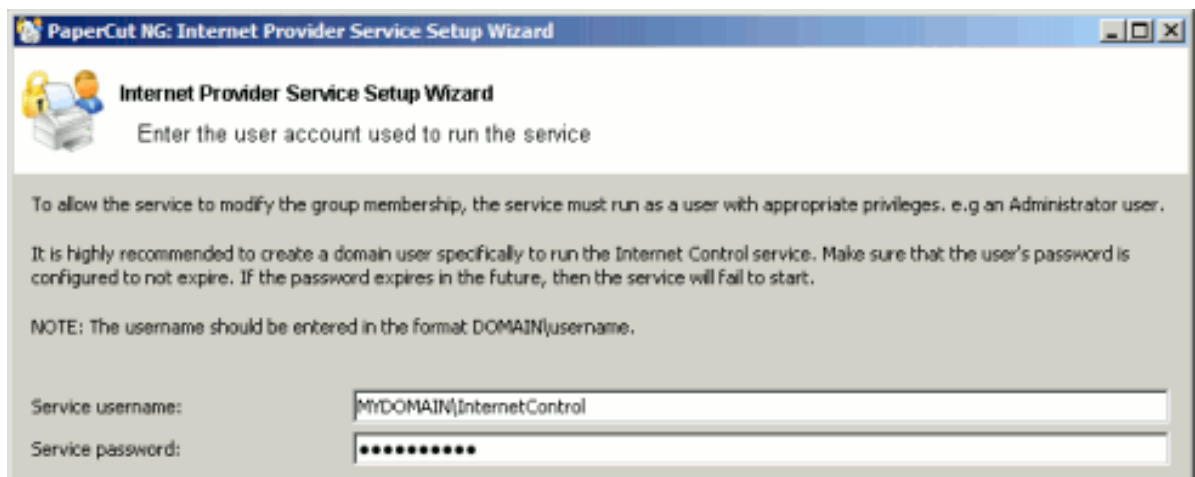 PaperCut NG: Internet Provider Service Setup Wizard
Internet Provider Service Setup Wizard
Enter the user account used to run the service
To allow the service to modify the group membership, the service must run as a user with appropriate privileges. e.g an Administrator user.
It is highly recommended to create a domain user specifically to run the Internet Control service. Make sure that the user's password is
configured to not expire. If the password expires in the future, then the service will fail to start.
NOTE: The username should be entered in the format DOMAIN\username.
Service username: MYDOMAIN\InternetControl
Service password: ●●●●●●●●●●